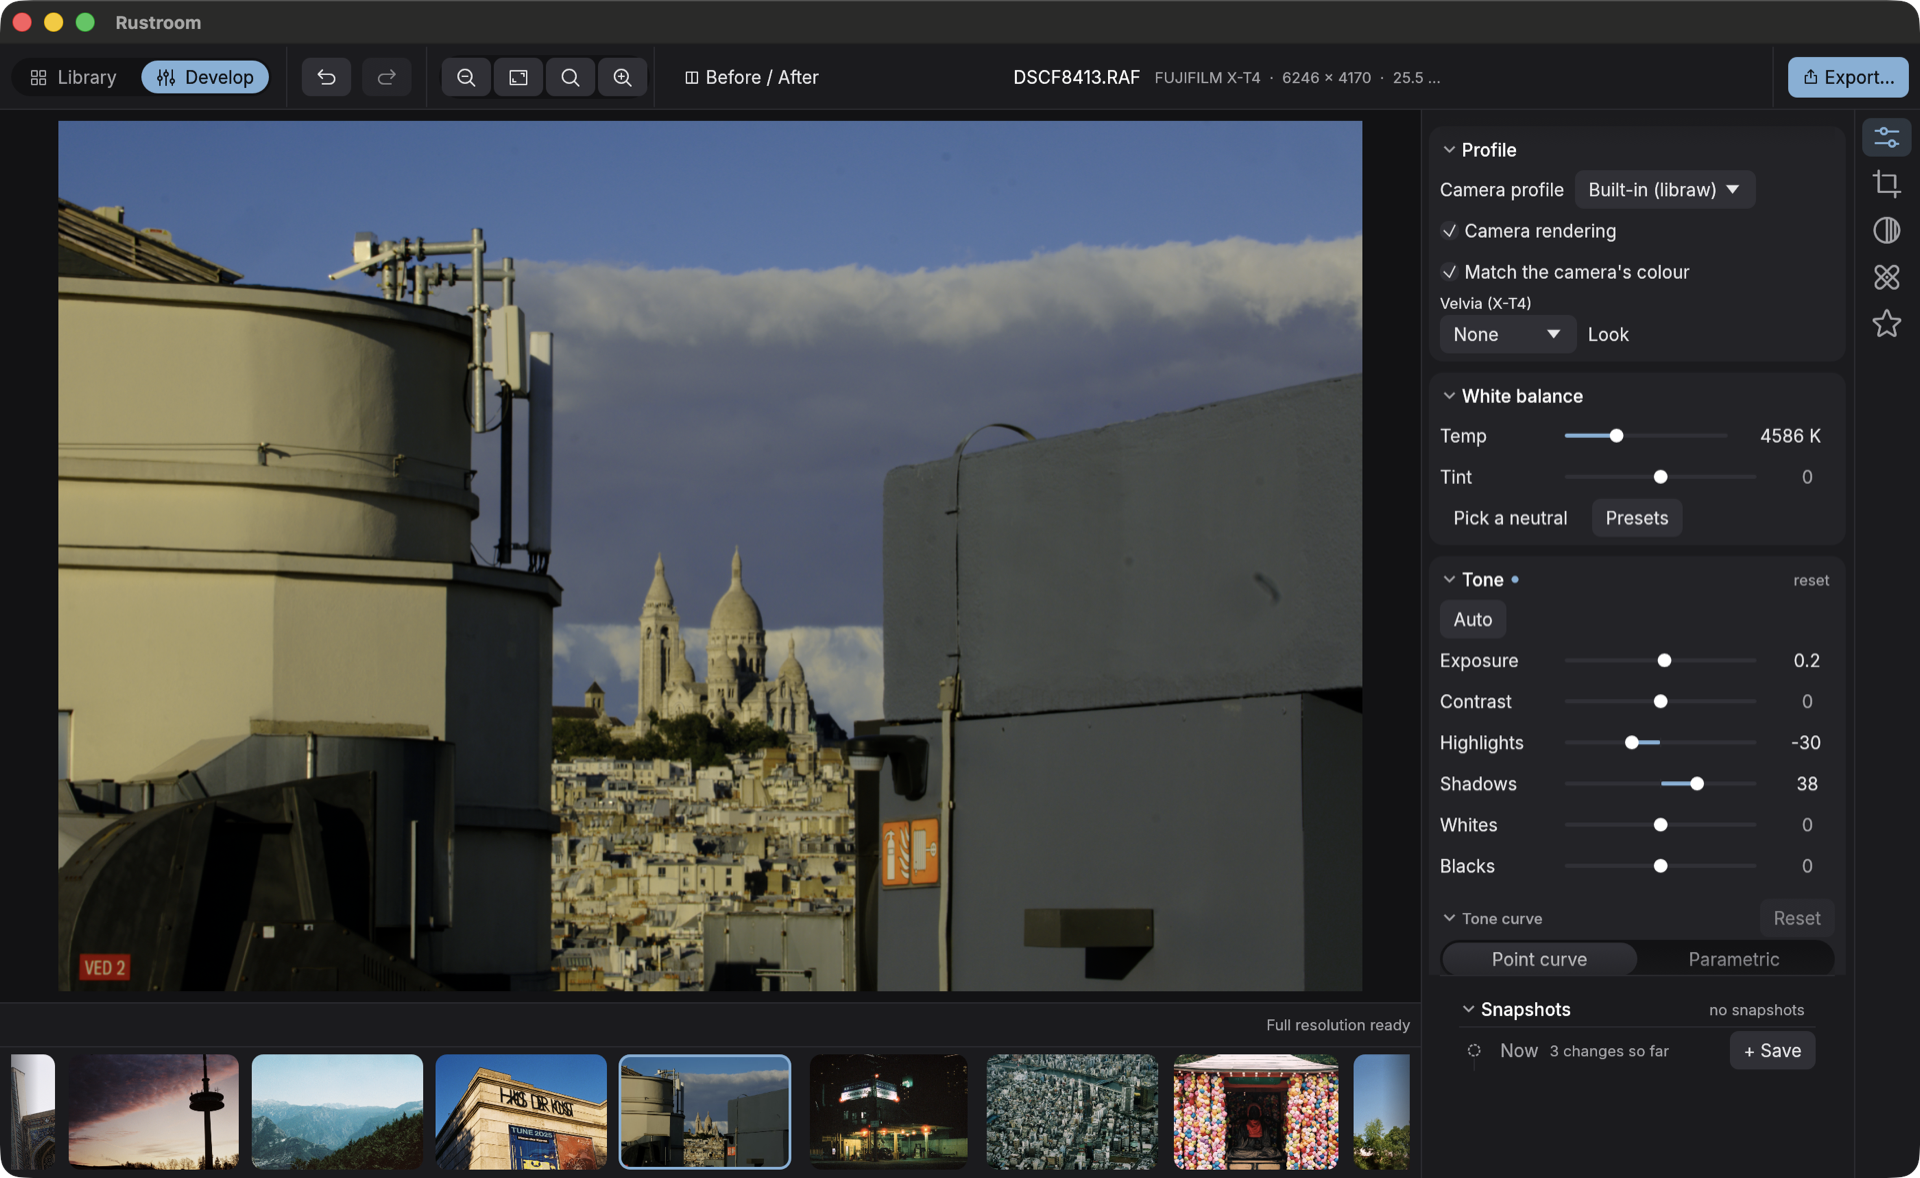 Rustroom
Library
Develop
Before / After
DSCF8413.RAF FUJIFILM X-T4 · 6246 × 4170 · 25.5 ...
Export...
Profile
Camera profile Built-in (libraw)
Camera rendering
Match the camera's colour
Velvia (X-T4)
None Look
White balance
Temp 4586 K
Tint 0
Pick a neutral Presets
Tone reset
Auto
Exposure 0.2
Contrast 0
Highlights -30
Shadows 38
Whites 0
Blacks 0
Tone curve Reset
Point curve Parametric
Snapshots no snapshots
Now 3 changes so far + Save
VED 2
Full resolution ready
TUNE 2025